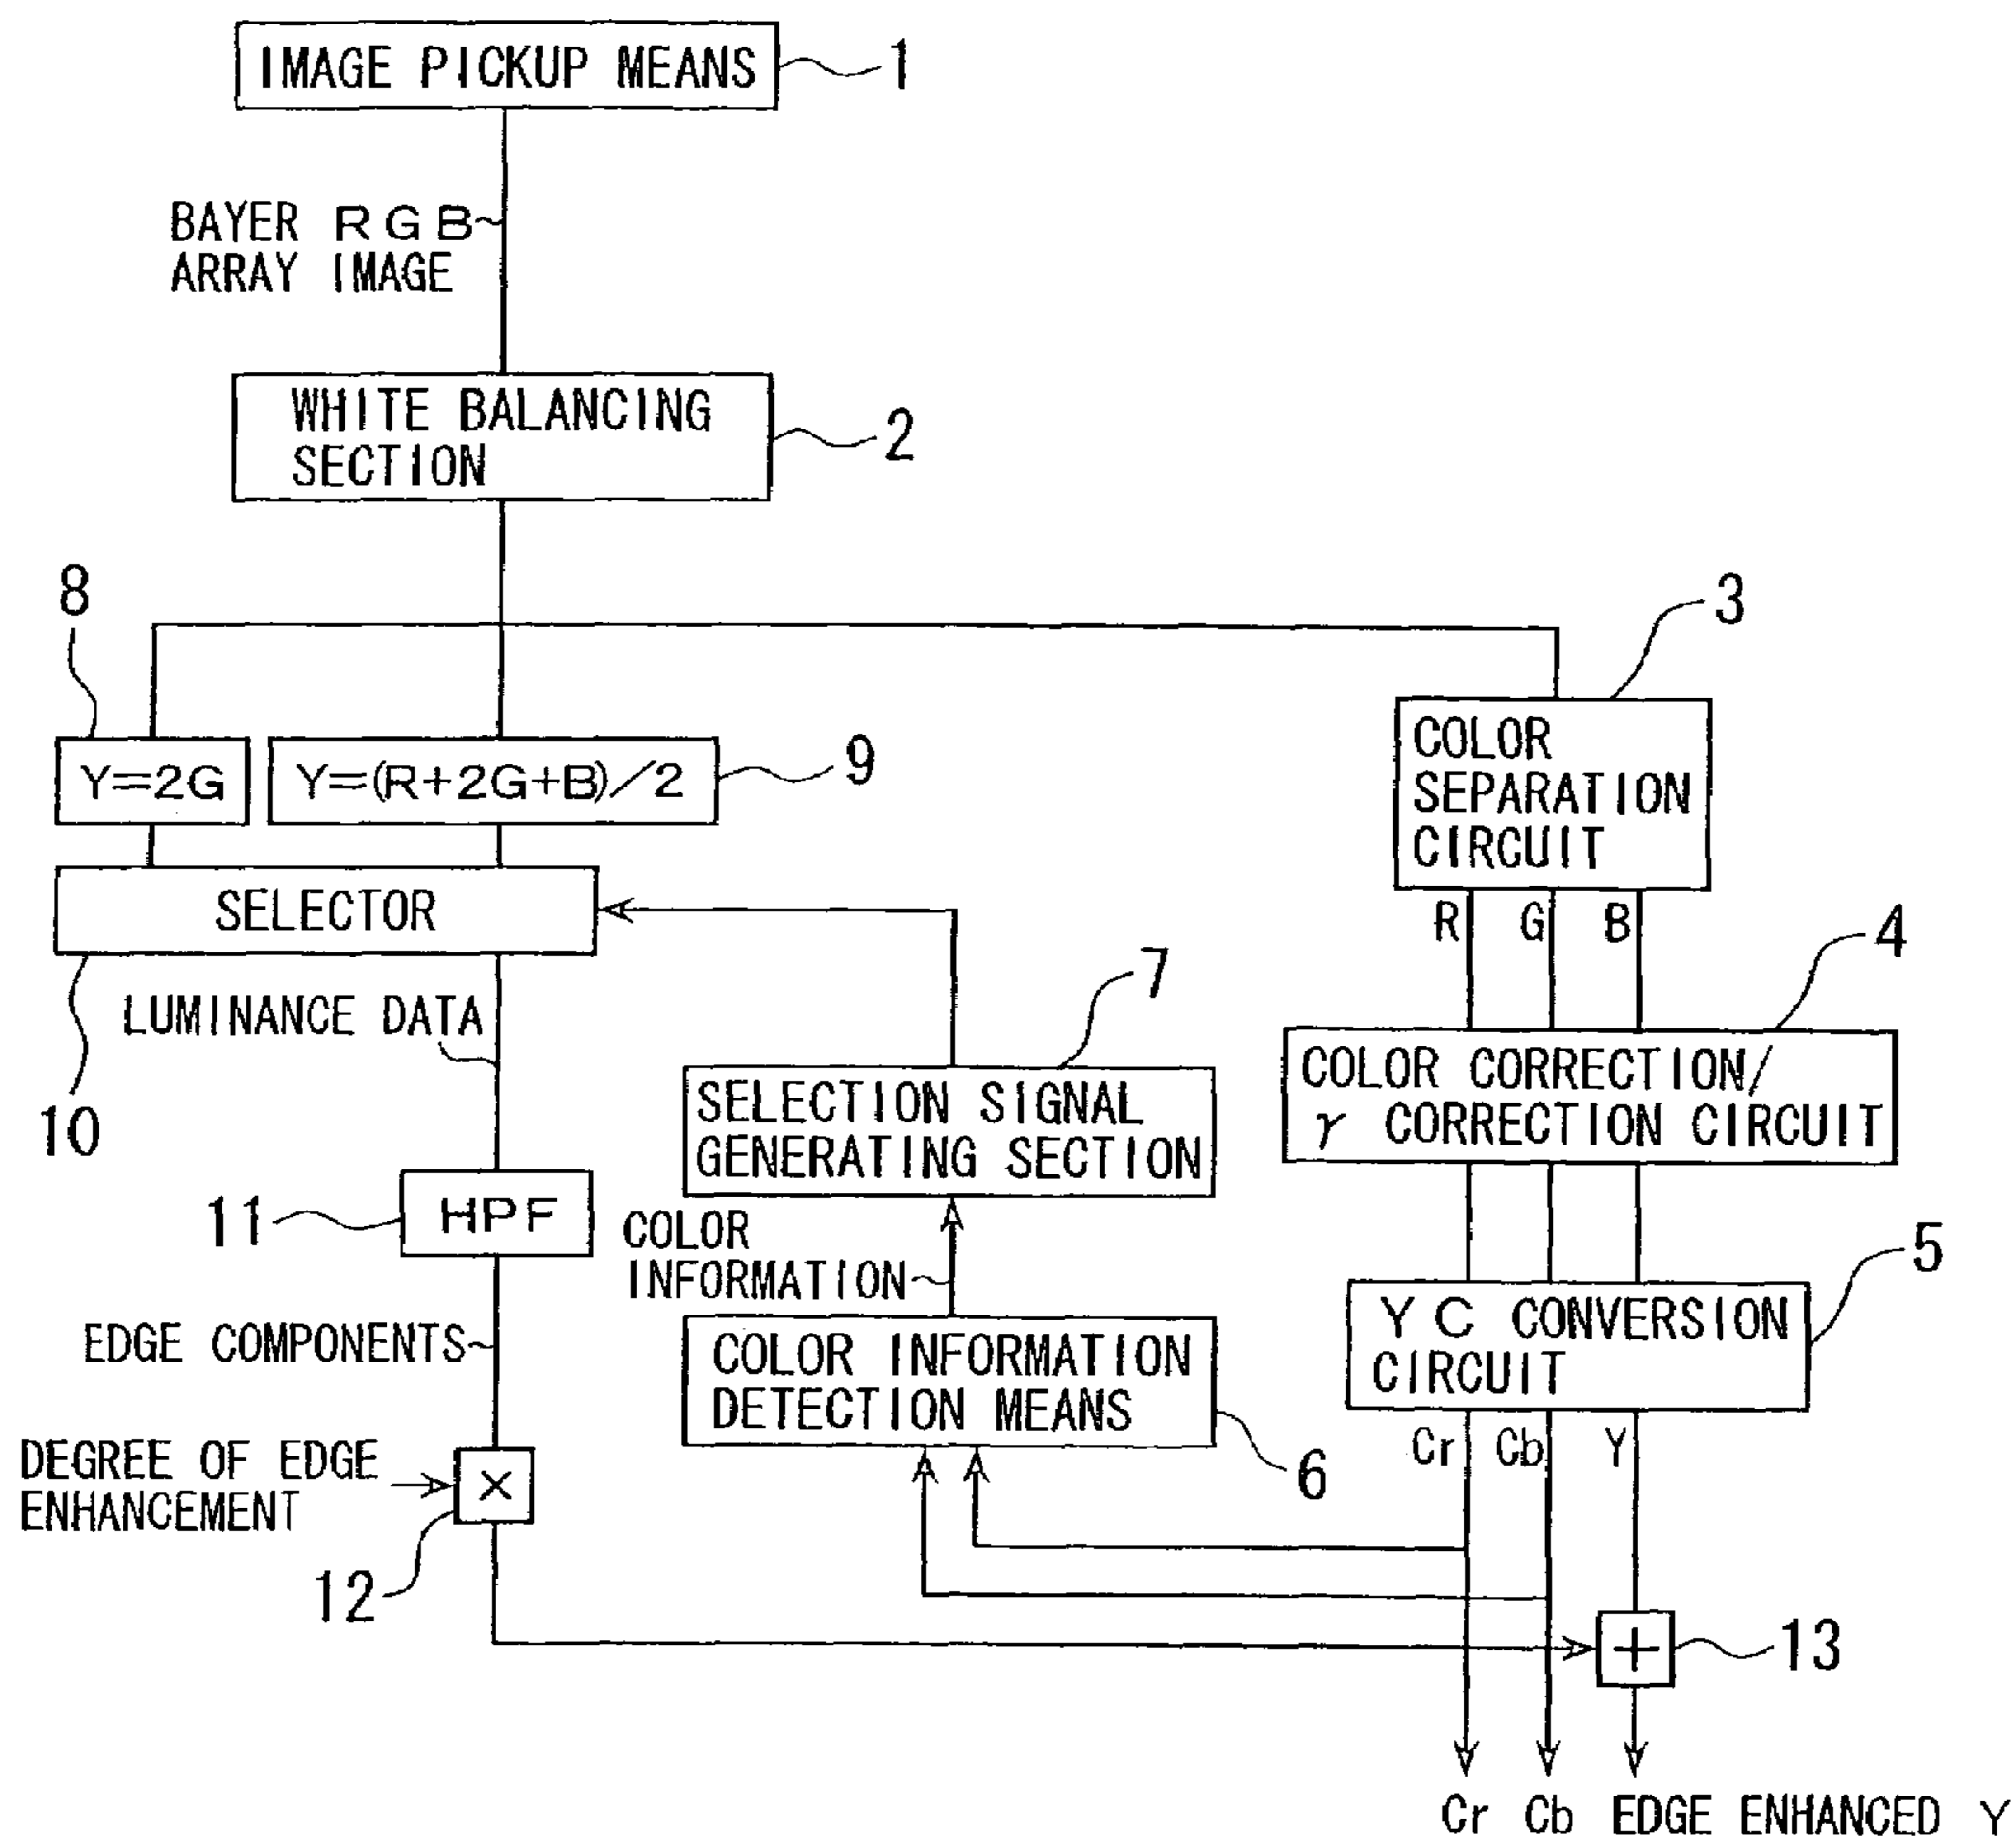 IMAGE PICKUP MEANS
1
BAYER RGB
ARRAY IMAGE
WHITE BALANCING
SECTION
2
8
3
Y=2G
Y=(R+2G+B)/2
9
COLOR
SEPARATION
CIRCUIT
SELECTOR
R
G
B
10
7
4
LUMINANCE DATA
SELECTION SIGNAL
GENERATING SECTION
COLOR CORRECTION/
γ CORRECTION CIRCUIT
11
HPF
COLOR
INFORMATION
5
YC CONVERSION
CIRCUIT
EDGE COMPONENTS
COLOR INFORMATION
DETECTION MEANS
6
Cr
Cb
Y
DEGREE OF EDGE
ENHANCEMENT
×
12
+
13
Cr
Cb
EDGE ENHANCED Y